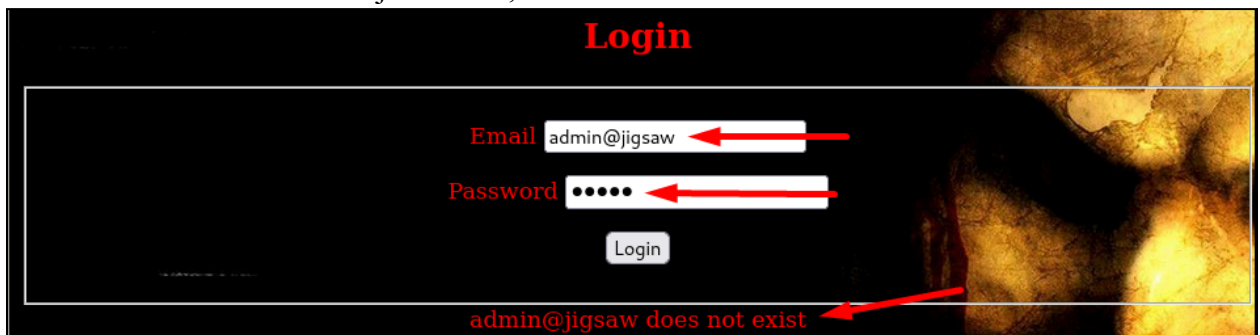 Login
Email admin@jigsaw
Password •••••
Login
admin@jigsaw does not exist